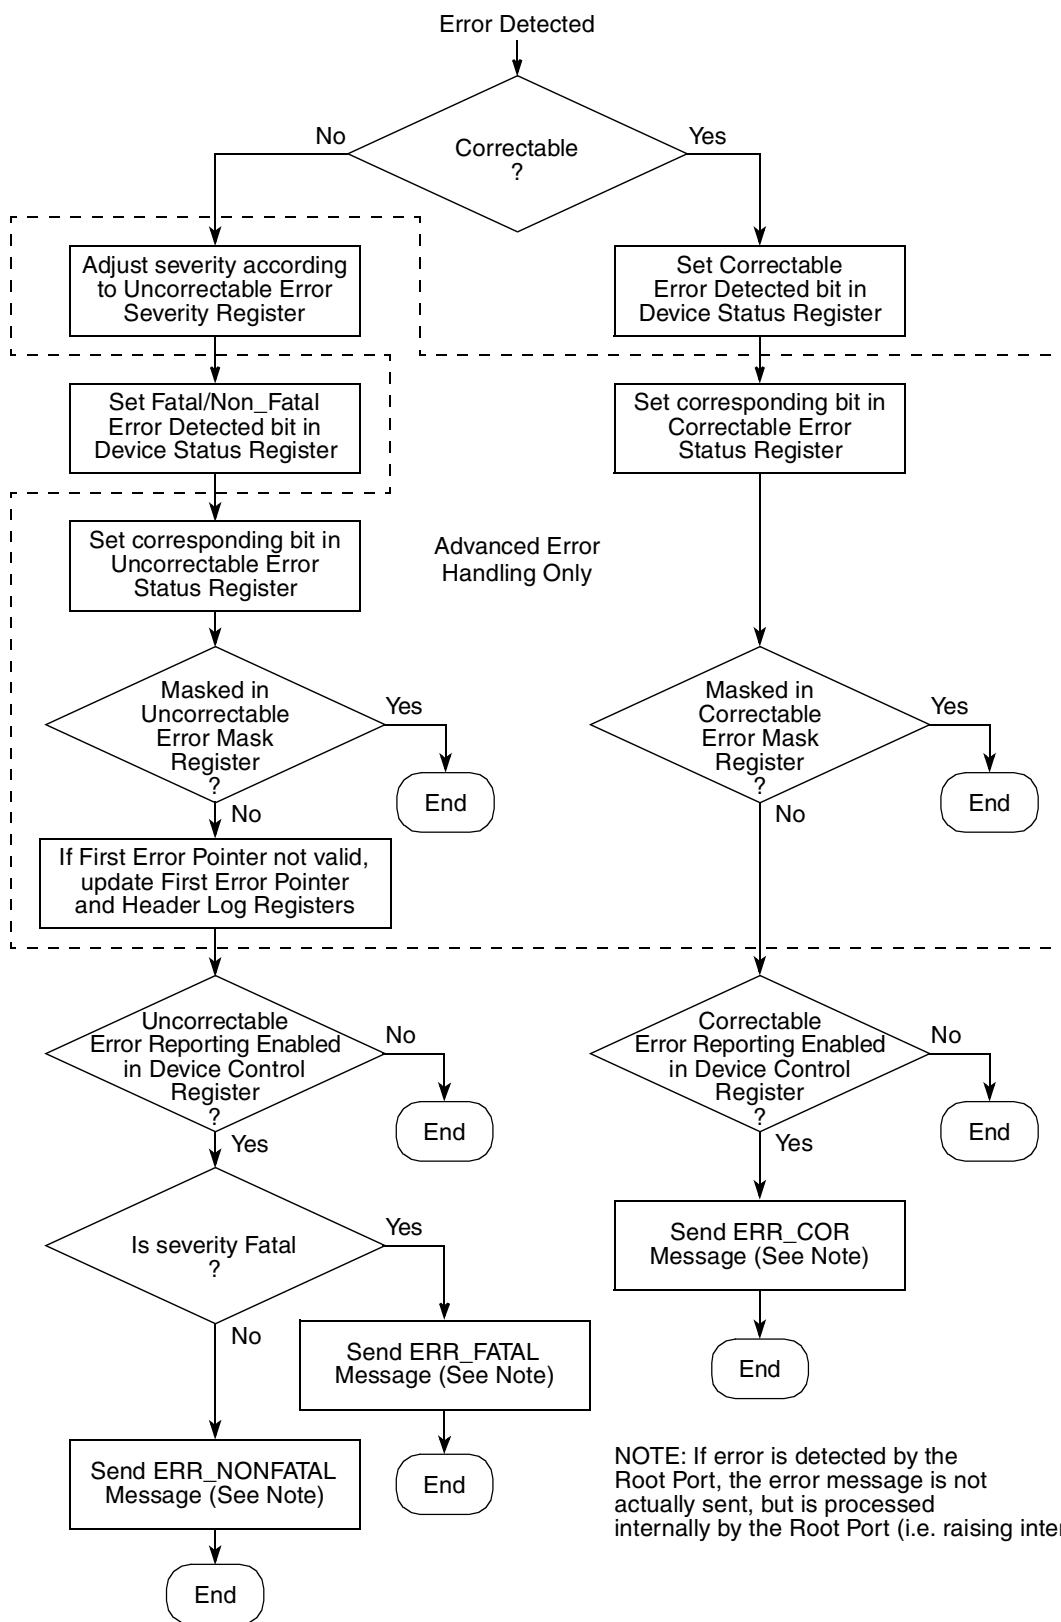 Error Detected
Correctable
?
No
Yes
Adjust severity according
to Uncorrectable Error
Severity Register
Set Correctable
Error Detected bit in
Device Status Register
Set Fatal/Non_Fatal
Error Detected bit in
Device Status Register
Set corresponding bit in
Correctable Error
Status Register
Set corresponding bit in
Uncorrectable Error
Status Register
Advanced Error
Handling Only
Masked in
Uncorrectable
Error Mask
Register
?
Yes
End
No
Masked in
Correctable
Error Mask
Register
?
Yes
End
No
If First Error Pointer not valid,
update First Error Pointer
and Header Log Registers
Uncorrectable
Error Reporting Enabled
in Device Control
Register
?
No
End
Yes
Correctable
Error Reporting Enabled
in Device Control
Register
?
No
End
Yes
Is severity Fatal
?
Yes
No
Send ERR_COR
Message (See Note)
End
Send ERR_FATAL
Message (See Note)
End
Send ERR_NONFATAL
Message (See Note)
End
NOTE: If error is detected by the
Root Port, the error message is not
actually sent, but is processed
internally by the Root Port (i.e. raising